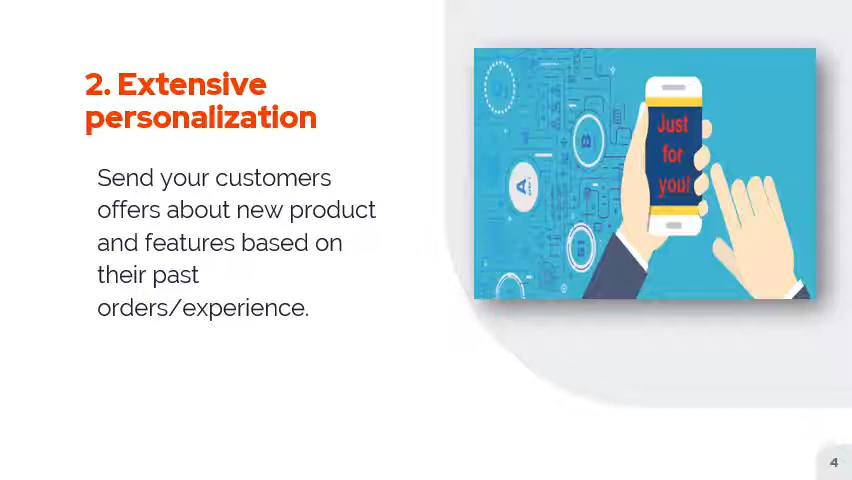 2. Extensive
personalization
Send your customers
offers about new product
and features based on
their past
orders/experience.
Just
for
you!
A
B
4